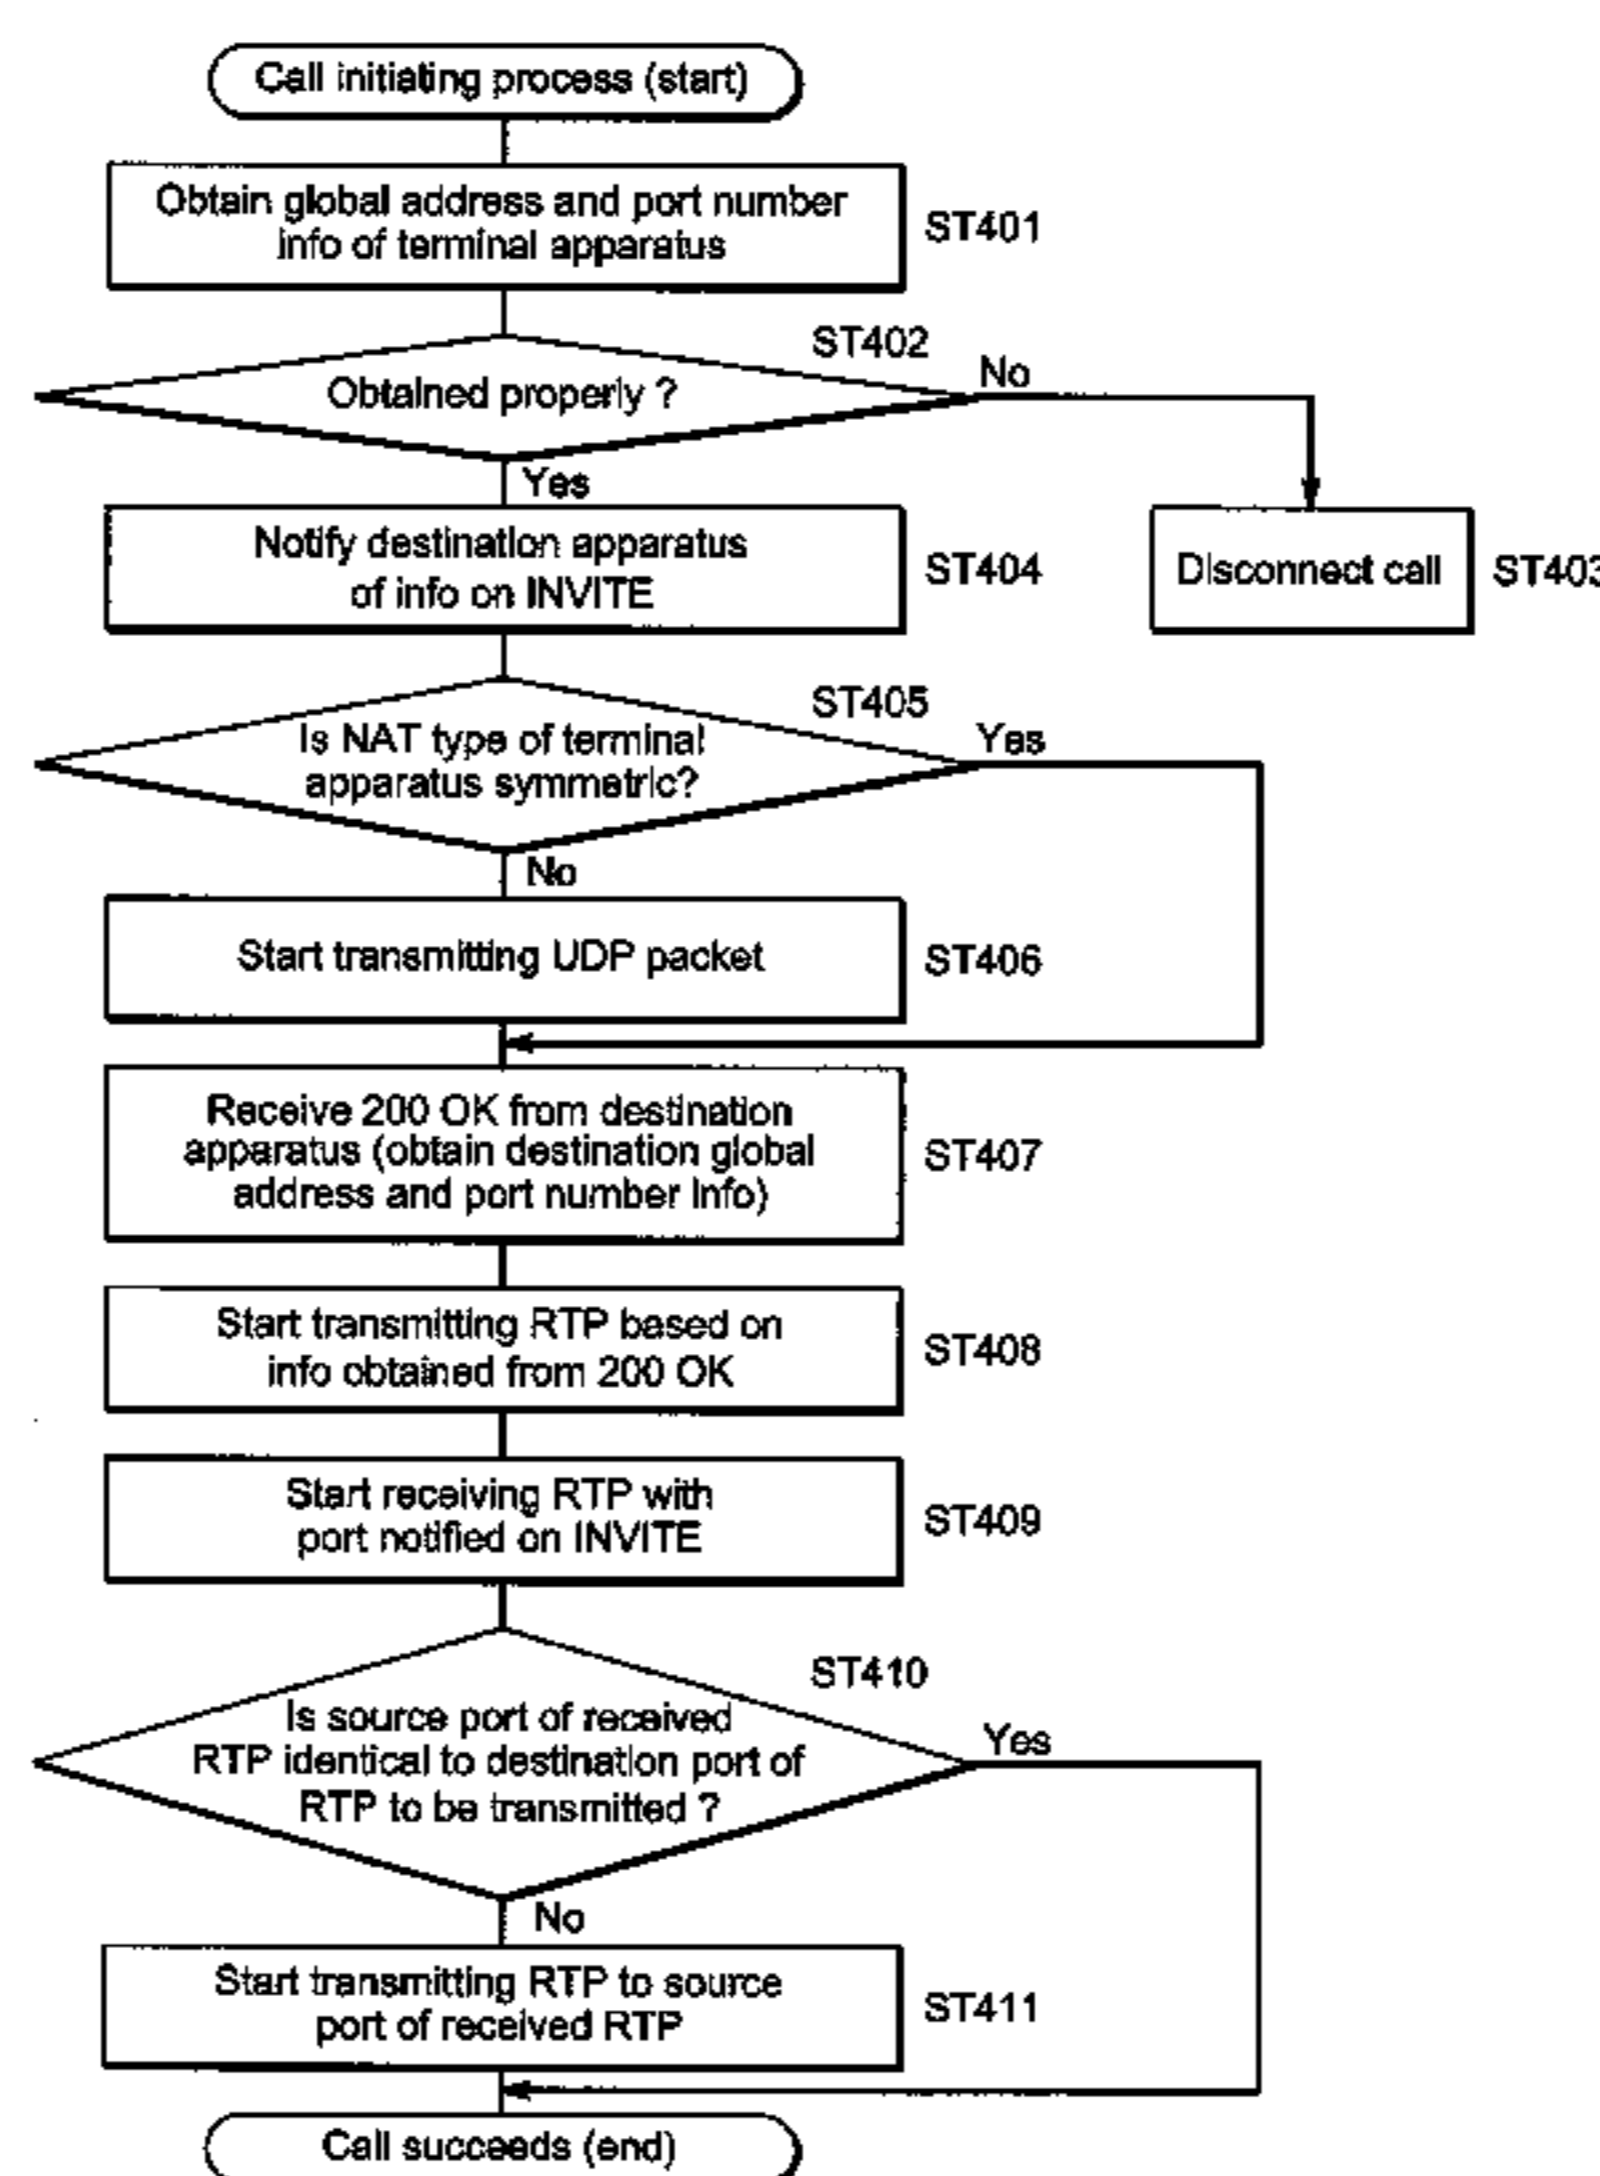 Call initiating process (start)
Obtain global address and port number
info of terminal apparatus
ST401
ST402
Obtained properly ?
No
Yes
Notify destination apparatus
of info on INVITE
ST404
Disconnect call
ST403
ST405
Is NAT type of terminal
apparatus symmetric?
Yes
No
Start transmitting UDP packet
ST406
Receive 200 OK from destination
apparatus (obtain destination global
address and port number info)
ST407
Start transmitting RTP based on
info obtained from 200 OK
ST408
Start receiving RTP with
port notified on INVITE
ST409
ST410
Is source port of received
RTP identical to destination port of
RTP to be transmitted ?
Yes
No
Start transmitting RTP to source
port of received RTP
ST411
Call succeeds (end)